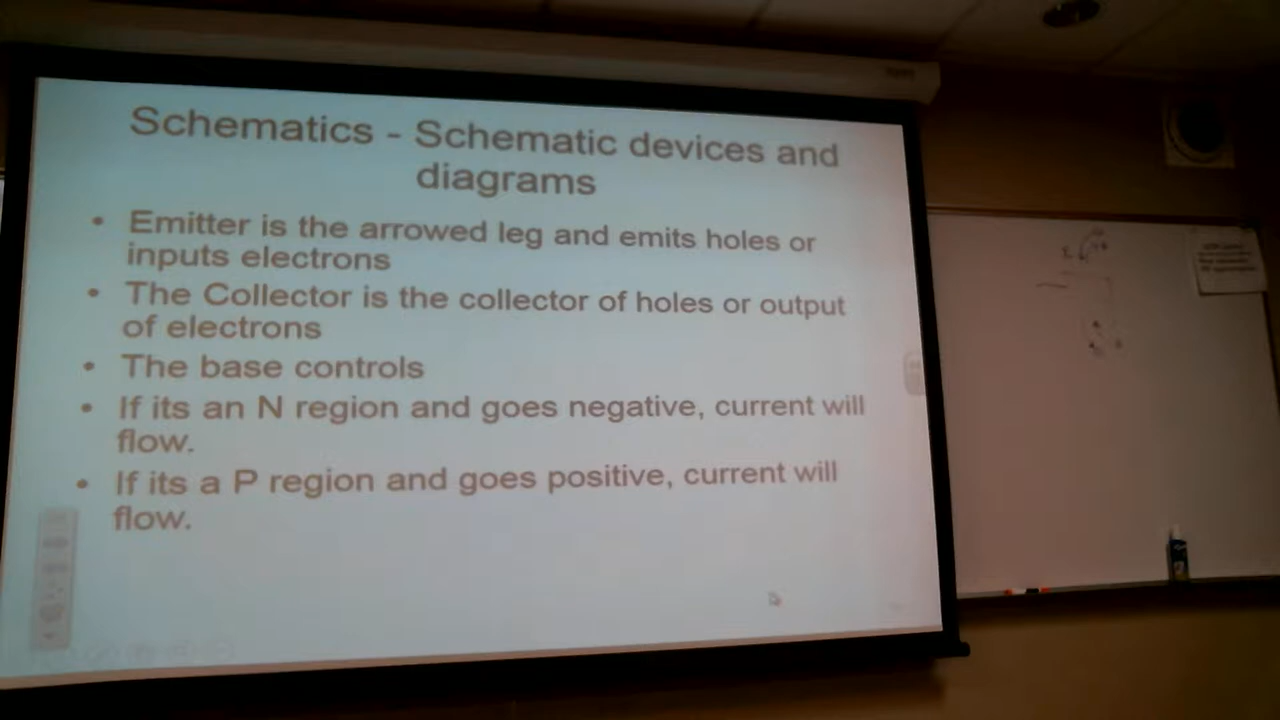 Schematics - Schematic devices and
diagrams
• Emitter is the arrowed leg and emits holes or
inputs electrons
• The Collector is the collector of holes or output
of electrons
• The base controls
• If its an N region and goes negative, current will
flow.
• If its a P region and goes positive, current will
flow.